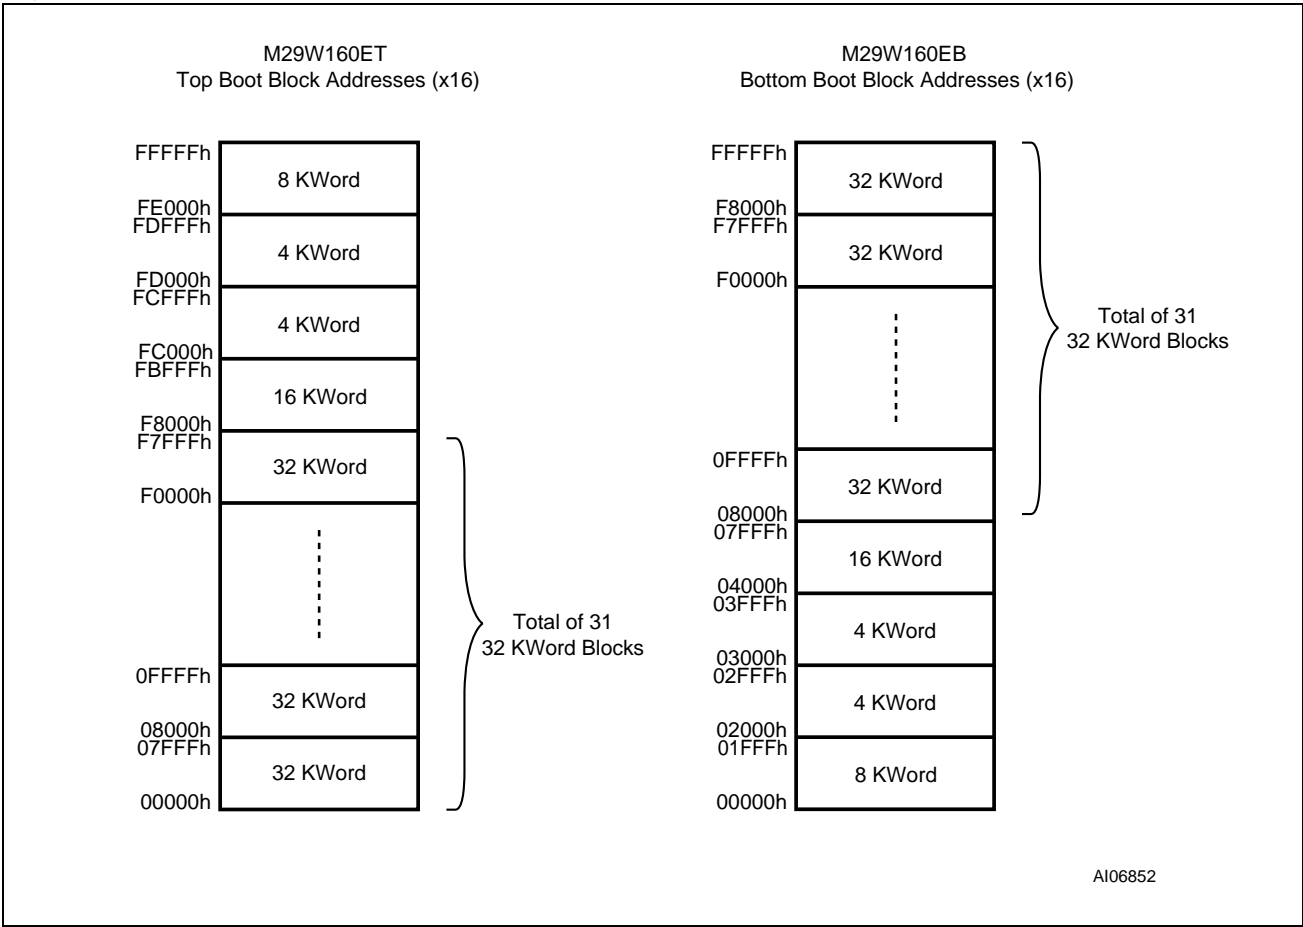 M29W160ET
Top Boot Block Addresses (x16)
FFFFFh
8 KWord
FE000h
FDFFFh
4 KWord
FD000h
FCFFFh
4 KWord
FC000h
FBFFFh
16 KWord
F8000h
F7FFFh
32 KWord
F0000h
Total of 31
32 KWord Blocks
0FFFFh
32 KWord
08000h
07FFFh
32 KWord
00000h
M29W160EB
Bottom Boot Block Addresses (x16)
FFFFFh
32 KWord
F8000h
F7FFFh
32 KWord
F0000h
Total of 31
32 KWord Blocks
0FFFFh
32 KWord
08000h
07FFFh
16 KWord
04000h
03FFFh
4 KWord
03000h
02FFFh
4 KWord
02000h
01FFFh
8 KWord
00000h
AI06852